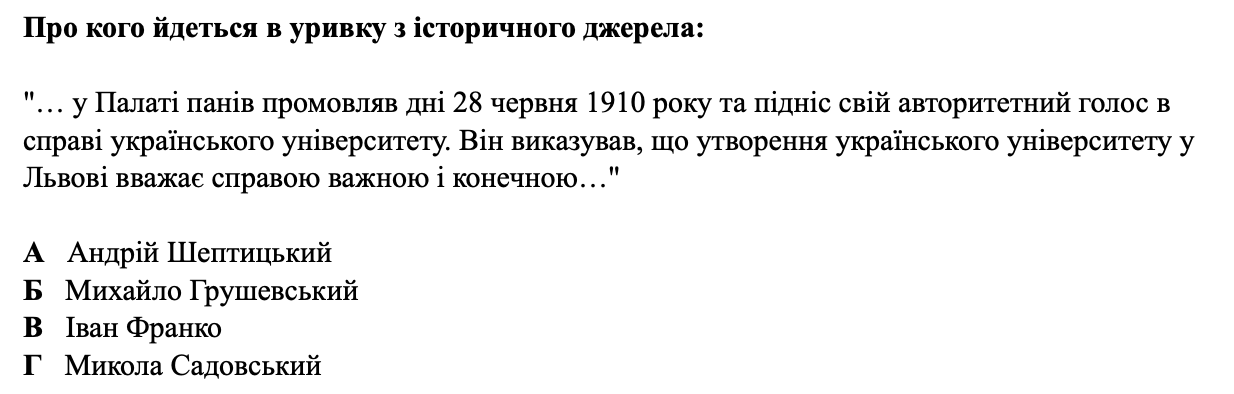 Про кого йдеться в уривку з історичного джерела:
"… у Палаті панів промовляв дні 28 червня 1910 року та підніс свій авторитетний голос в
справі українського університету. Він виказував, що утворення українського університету у
Львові вважає справою важною і конечною…"
А Андрій Шептицький
Б Михайло Грушевський
В Іван Франко
Г Микола Садовський